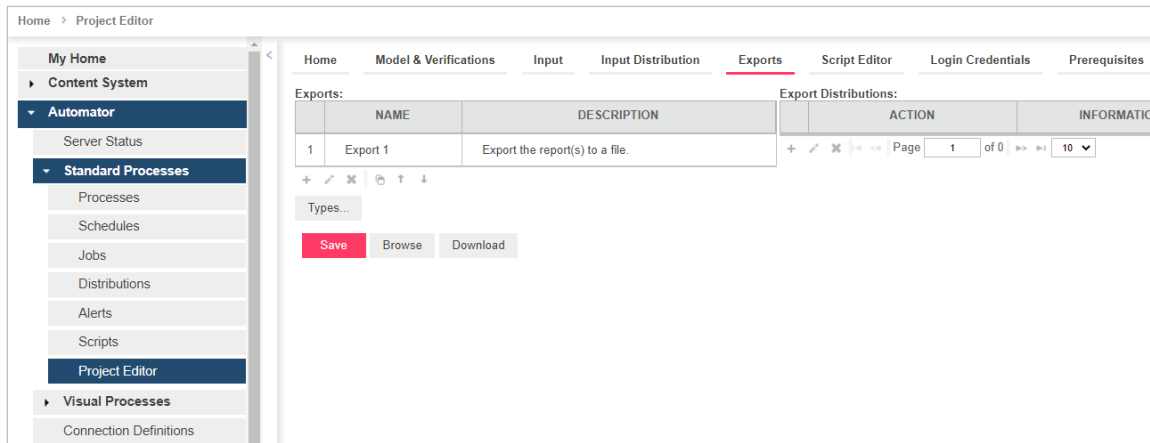 Home > Project Editor
My Home
Content System
Automator
Server Status
Standard Processes
Processes
Schedules
Jobs
Distributions
Alerts
Scripts
Project Editor
Visual Processes
Connection Definitions
<
Home Model & Verifications Input Input Distribution Exports Script Editor Login Credentials Prerequisites
Exports:
NAME DESCRIPTION
1 Export 1 Export the report(s) to a file.
Types...
Save Browse Download
Export Distributions:
ACTION INFORMATIC
Page 1 of 0 10